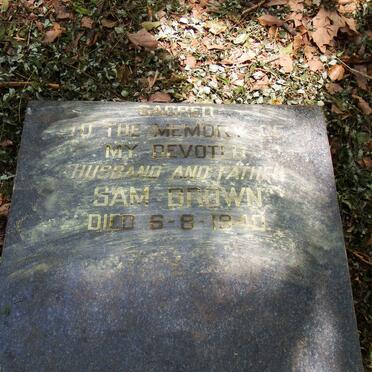 SACRED
TO THE MEMORY OF
MY DEVOTED
HUSBAND AND FATHER
SAM BROWN
DIED 6-8-1940